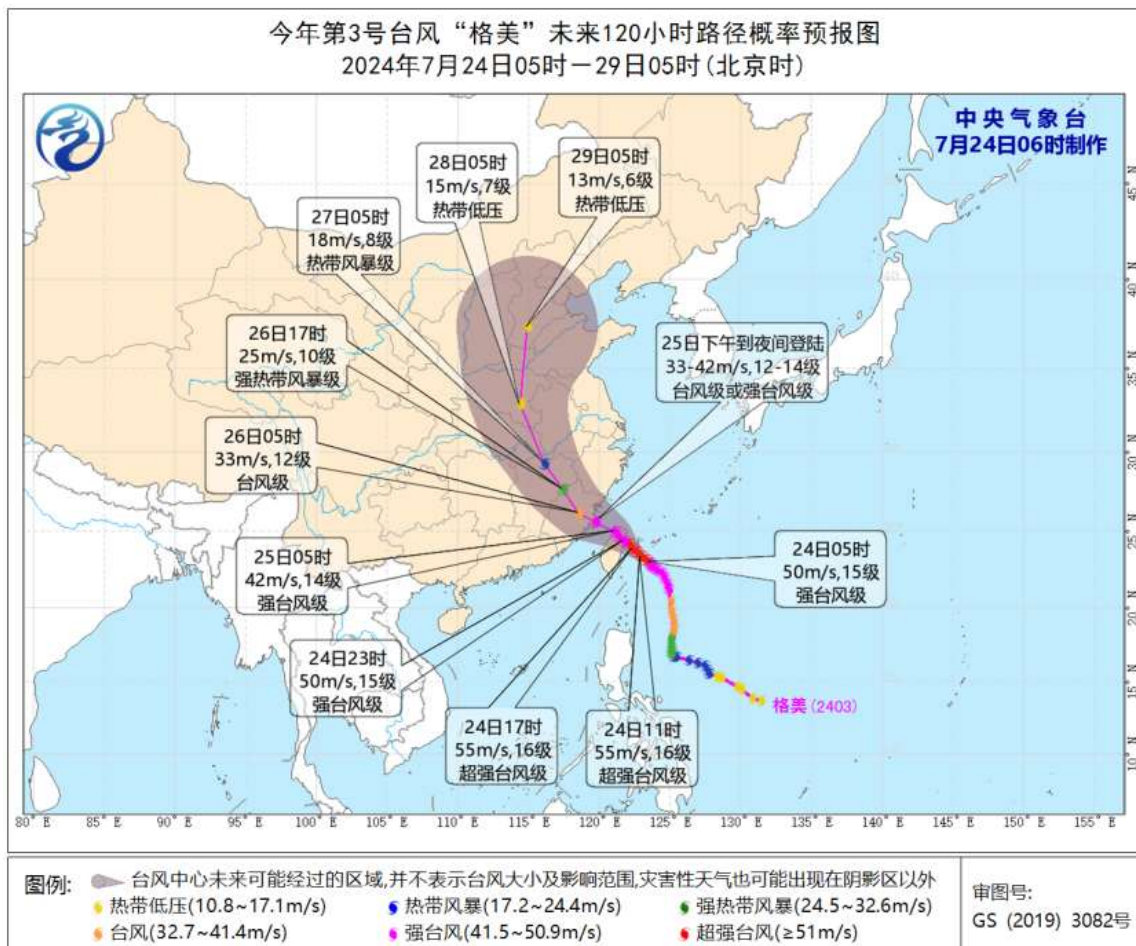 今年第3号台风“格美”未来120小时路径概率预报图
2024年7月24日05时－29日05时(北京时)
中央气象台
7月24日06时制作
28日05时
15m/s,7级
热带低压
29日05时
13m/s,6级
热带低压
27日05时
18m/s,8级
热带风暴级
26日17时
25m/s,10级
强热带风暴级
25日下午到夜间登陆
33-42m/s,12-14级
台风级或强台风级
26日05时
33m/s,12级
台风级
25日05时
42m/s,14级
强台风级
24日05时
50m/s,15级
强台风级
24日23时
50m/s,15级
强台风级
24日17时
55m/s,16级
超强台风级
24日11时
55m/s,16级
超强台风级
格美(2403)
45°N
40°N
35°N
30°N
25°N
20°N
15°N
10°N
80°E 85°E 90°E 95°E 100°E 105°E 110°E 115°E 120°E 125°E 130°E 135°E 140°E 145°E 150°E 155°E
图例:
台风中心未来可能经过的区域,并不表示台风大小及影响范围,灾害性天气也可能出现在阴影区以外
热带低压(10.8~17.1m/s) 热带风暴(17.2~24.4m/s) 强热带风暴(24.5~32.6m/s)
台风(32.7~41.4m/s) 强台风(41.5~50.9m/s) 超强台风(≥51m/s)
审图号:
GS (2019) 3082号